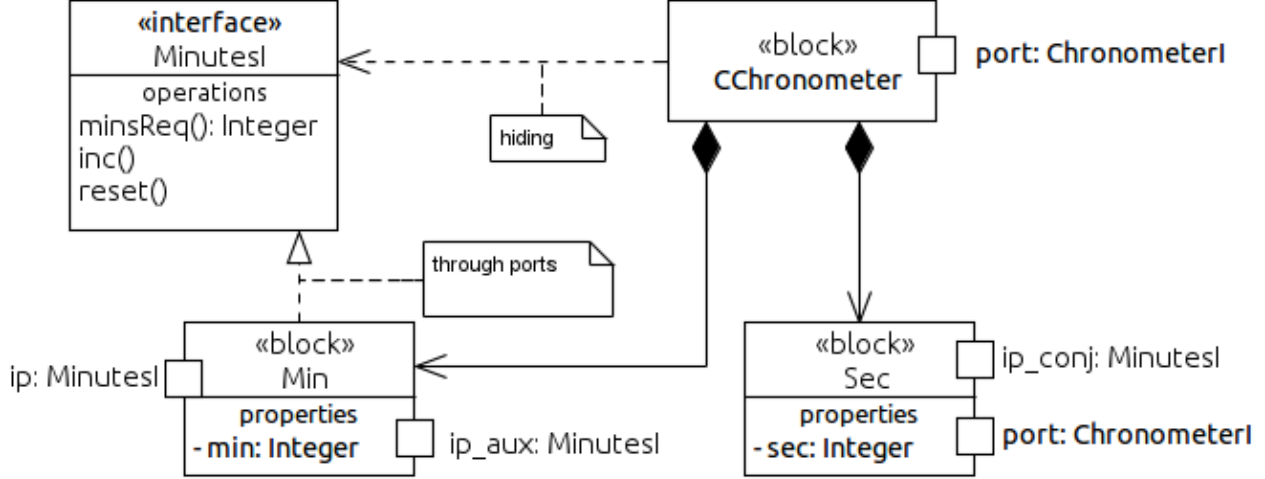 «interface»
MinutesI
operations
minsReq(): Integer
inc()
reset()
«block»
CChronometer
port: ChronometerI
hiding
through ports
«block»
Min
properties
- min: Integer
ip: MinutesI
ip_aux: MinutesI
«block»
Sec
properties
- sec: Integer
ip_conj: MinutesI
port: ChronometerI